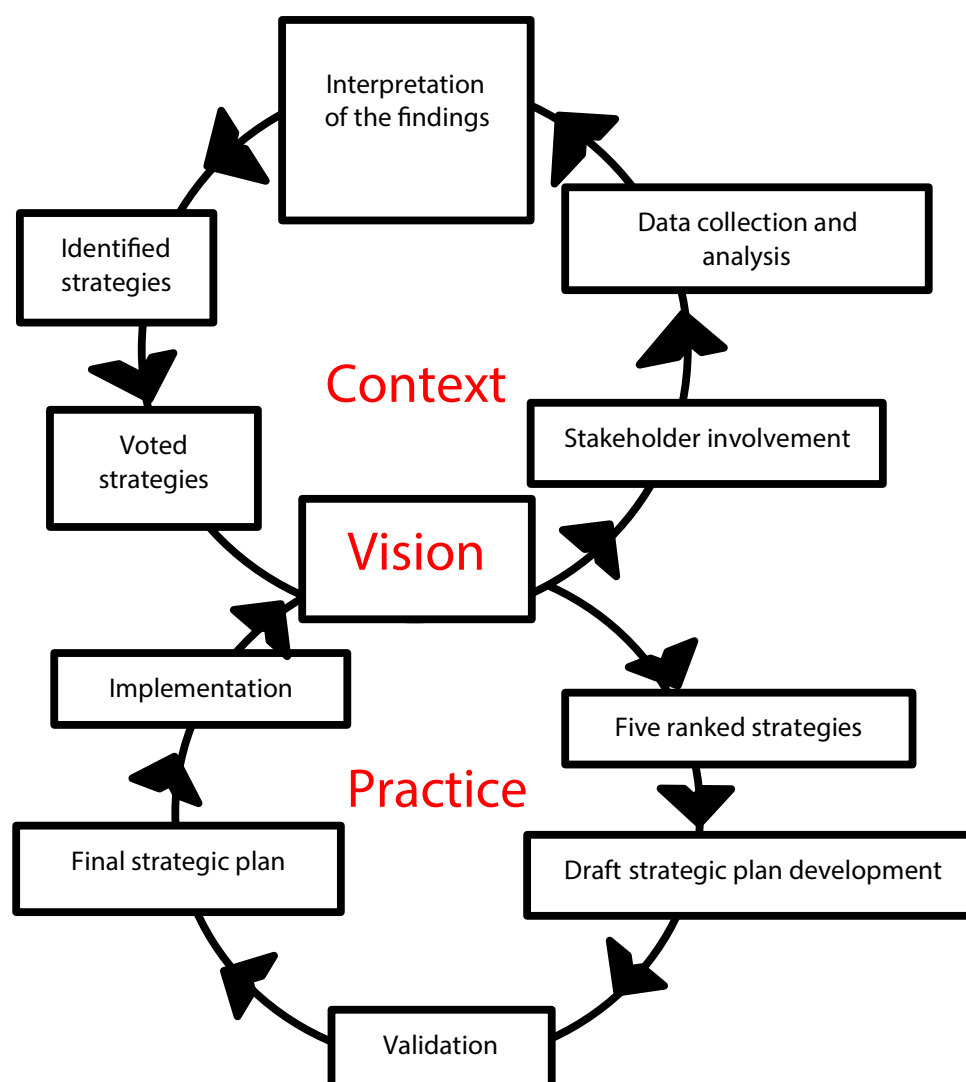 Interpretation
of the findings
Data collection and
analysis
Identified
strategies
Context
Stakeholder involvement
Voted
strategies
Vision
Implementation
Five ranked strategies
Practice
Final strategic plan
Draft strategic plan development
Validation